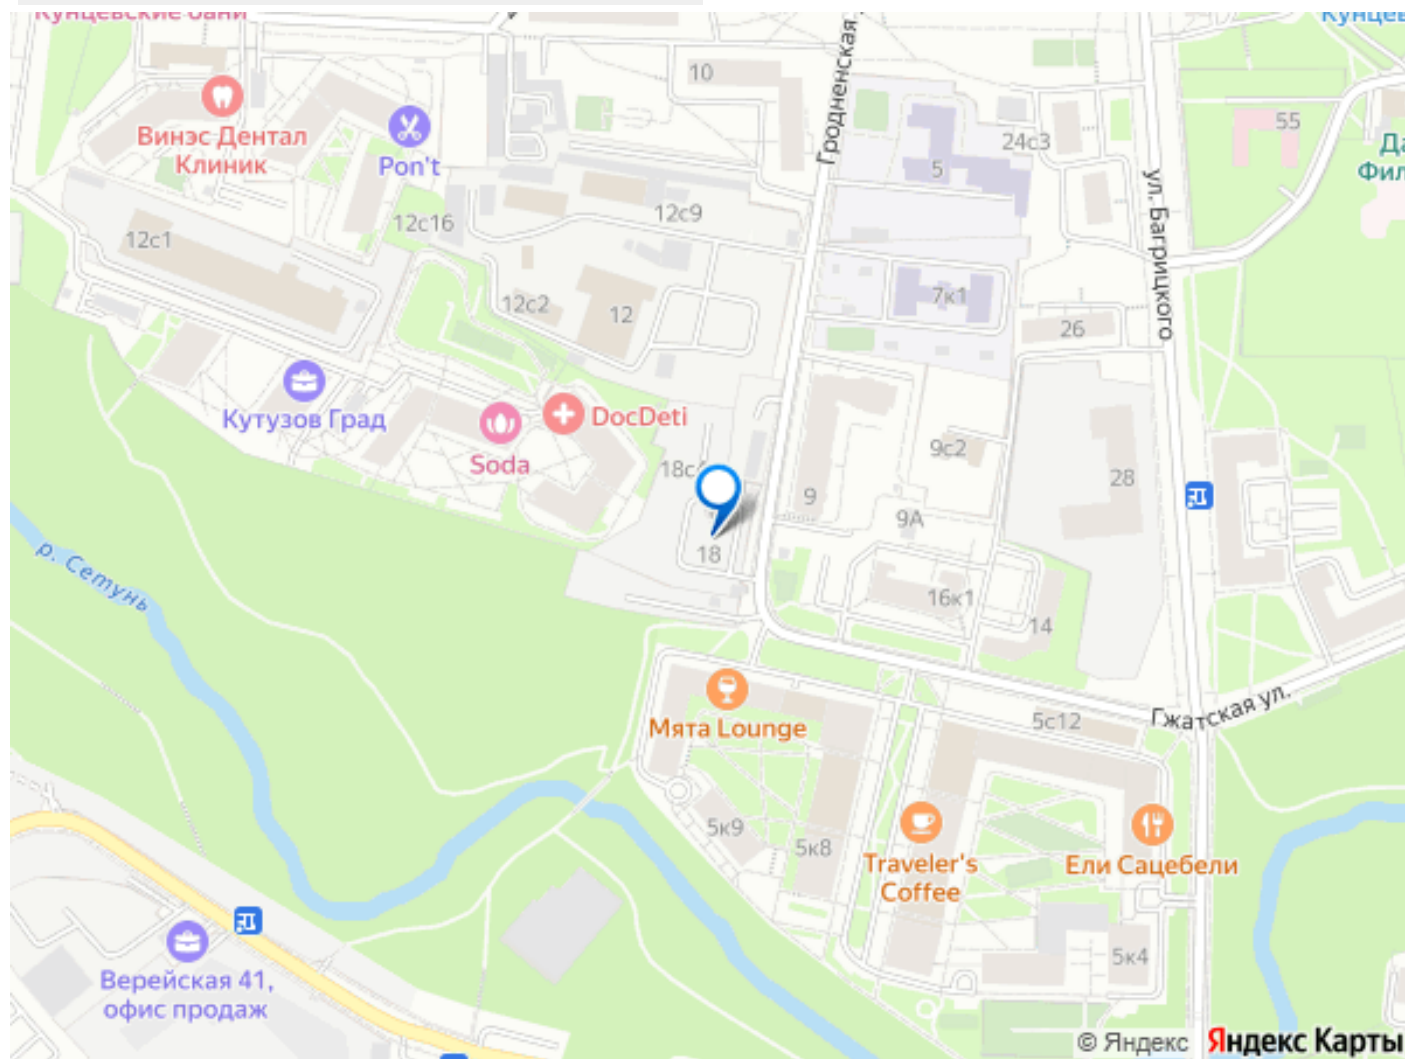 Кунцевские бани
Гродненская
10
55
Винэс Дентал
Клиник
Pon't
24с3
5
ул. Багрицкого
12с16
12с9
12с1
7к1
12с2
12
26
Кутузов Град
DocDeti
Soda
18с
9с2
28
9
9А
18
р. Сетунь
16к1
14
Мята Lounge
5с12
Гжатская ул.
5к9
5к8
Traveler's
Coffee
Ели Сацебели
5к4
Верейская 41,
офис продаж
© Яндекс Яндекс Карты